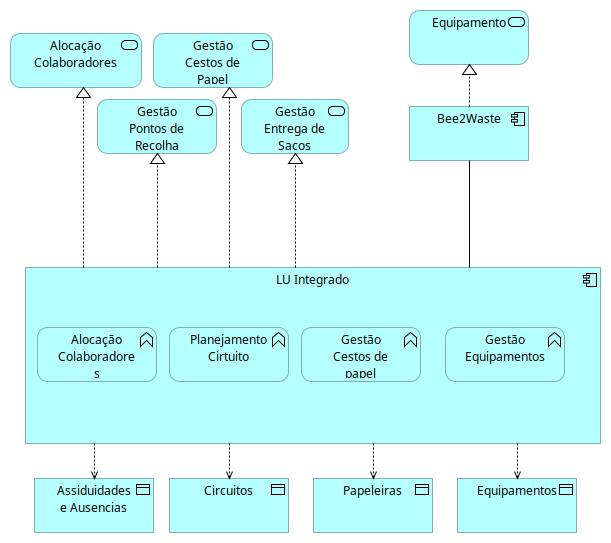 Equipamento
Alocação
Colaboradores
Gestão
Cestos de
Papel
Gestão
Pontos de
Recolha
Gestão
Entrega de
Sacos
Bee2Waste
LU Integrado
Alocação
Colaboradore
s
Planejamento
Cirtuito
Gestão
Cestos de
papel
Gestão
Equipamentos
Assiduidades
e Ausencias
Circuitos
Papeleiras
Equipamentos